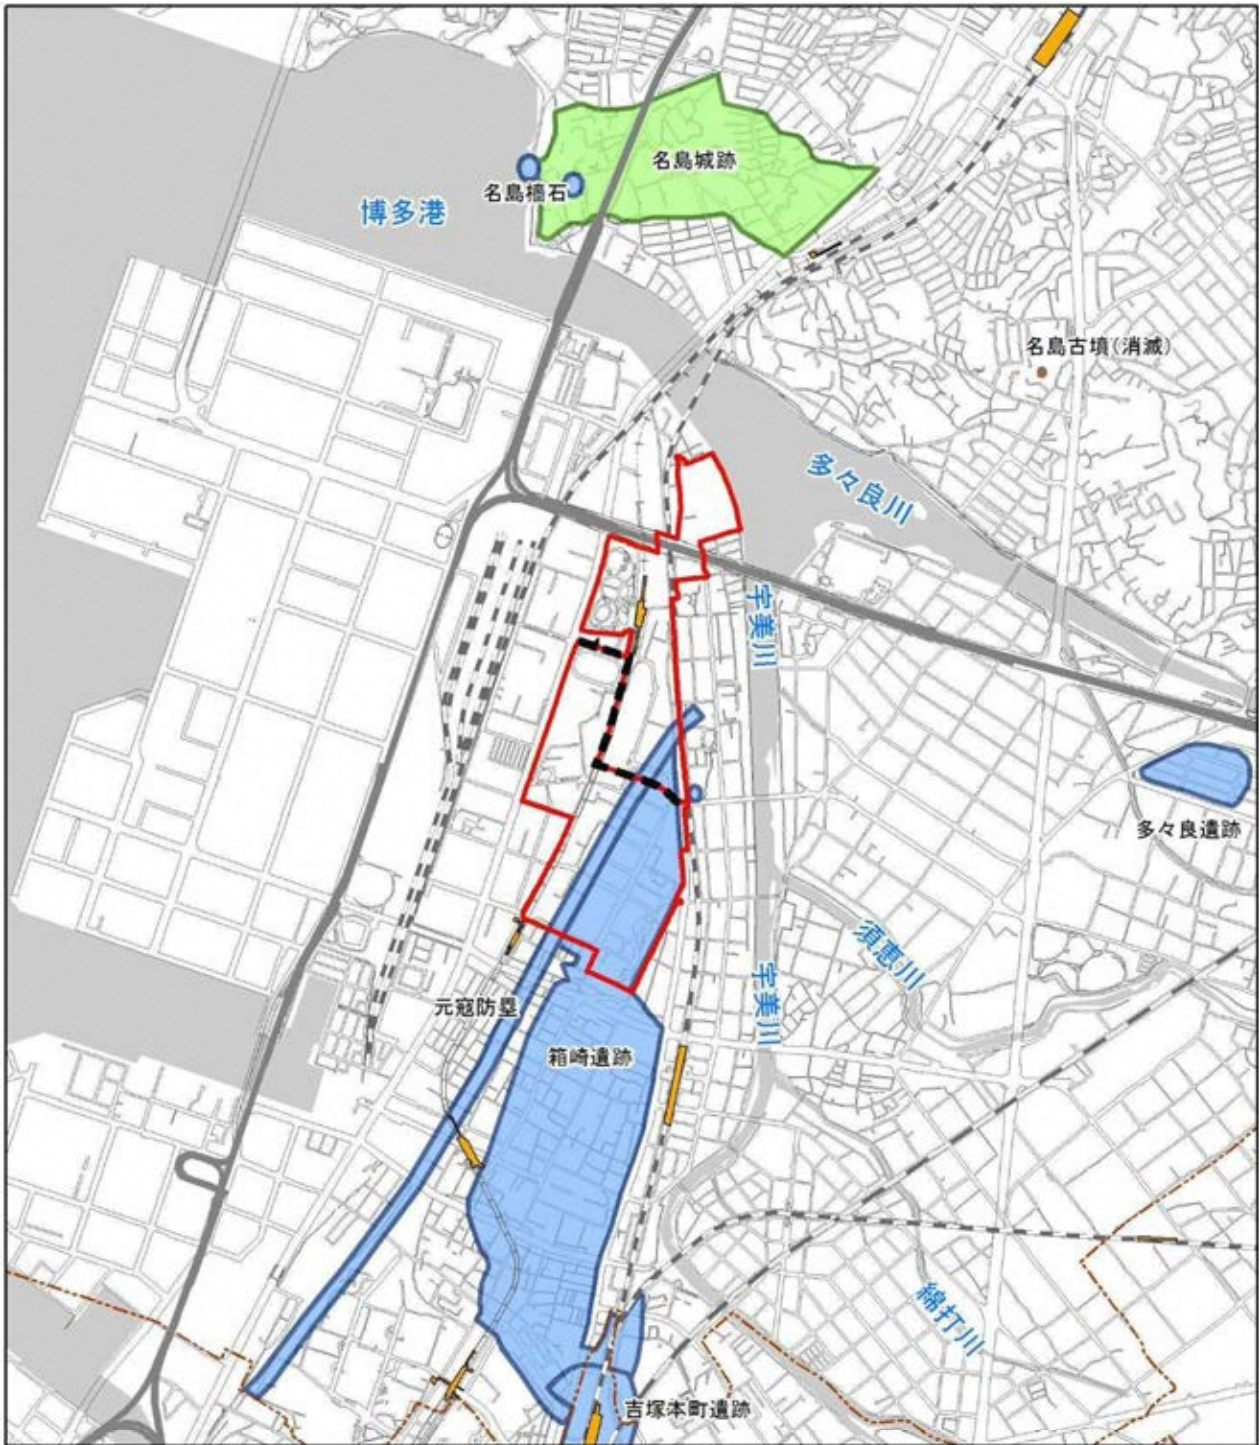 名島城跡
名島檣石
博多港
名島古墳(消滅)
多々良川
宇美川
多々良遺跡
須恵川
宇美川
元寇防塁
箱崎遺跡
綿打川
吉塚本町遺跡